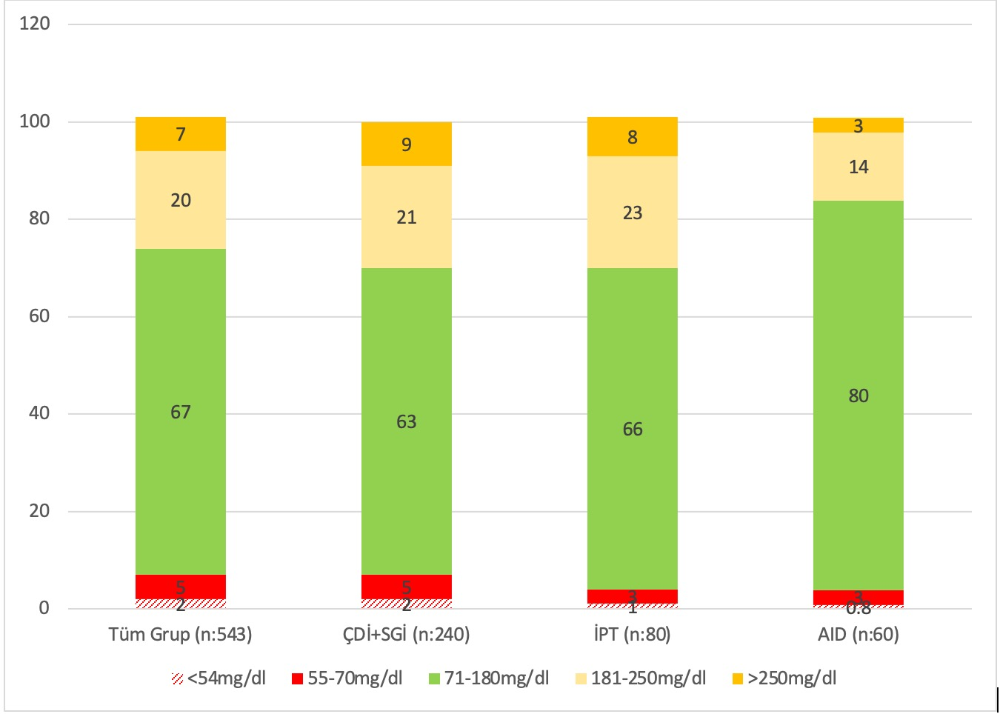 120
100
80
60
40
20
0
7 9 8 3
20 21 23 14
67 63 66 80
5 5 3 3
2 2 1 0.8
Tüm Grup (n:543) ÇDİ+SGİ (n:240) İPT (n:80) AID (n:60)
<54mg/dl 55-70mg/dl 71-180mg/dl 181-250mg/dl >250mg/dl